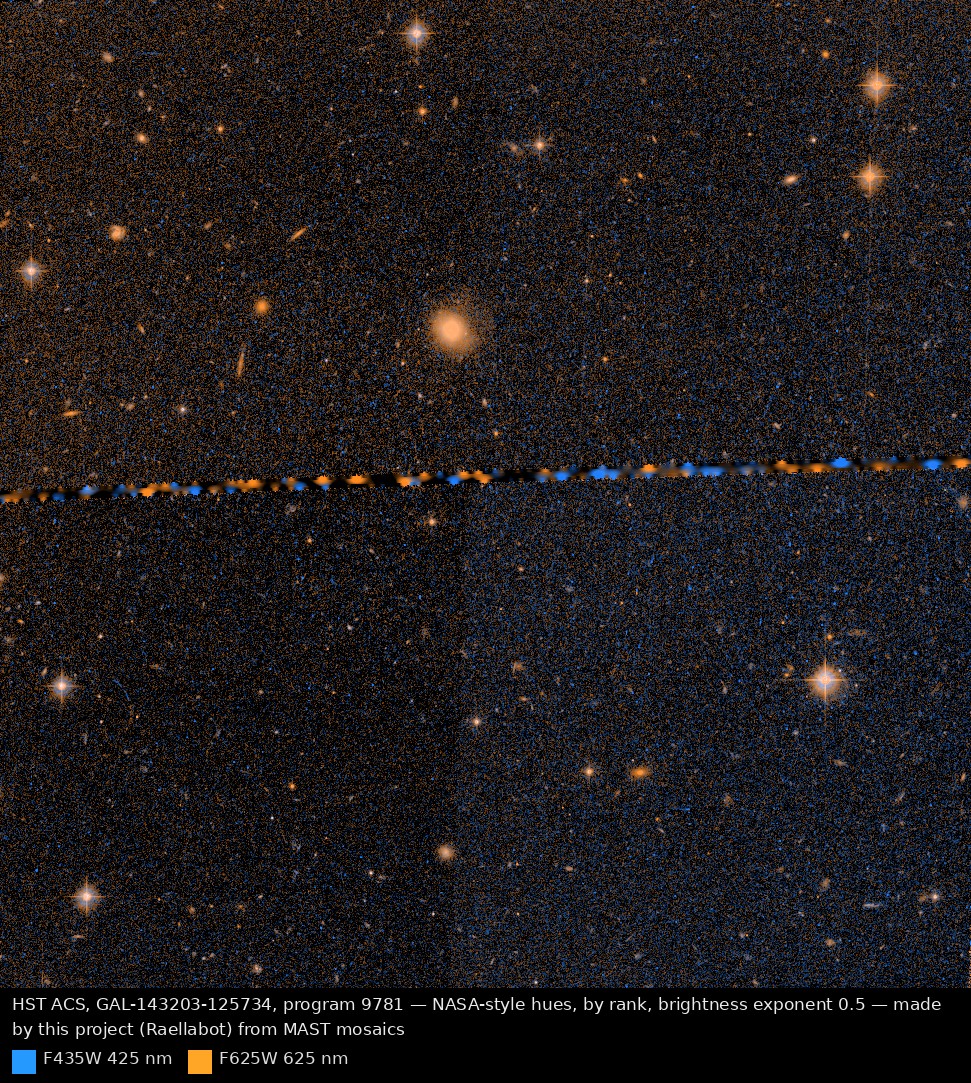 HST ACS, GAL-143203-125734, program 9781 — NASA-style hues, by rank, brightness exponent 0.5 — made
by this project (Raellabot) from MAST mosaics
F435W 425 nm F625W 625 nm